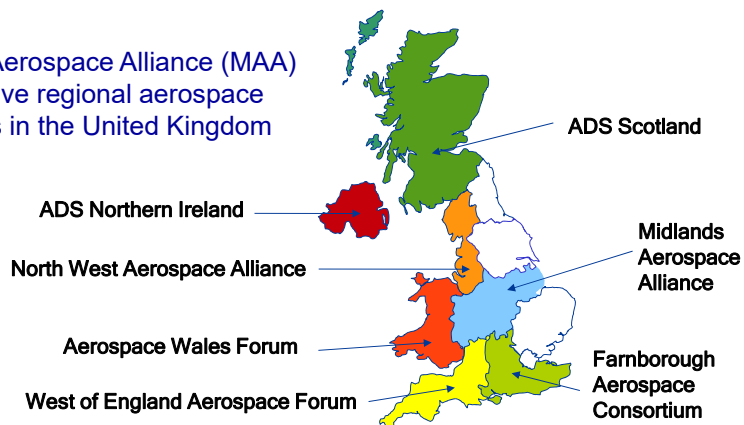 Aerospace Alliance (MAA)
ve regional aerospace
s in the United Kingdom
ADS Scotland
ADS Northern Ireland
Midlands
Aerospace
Alliance
North West Aerospace Alliance
Aerospace Wales Forum
Farnborough
Aerospace
Consortium
West of England Aerospace Forum